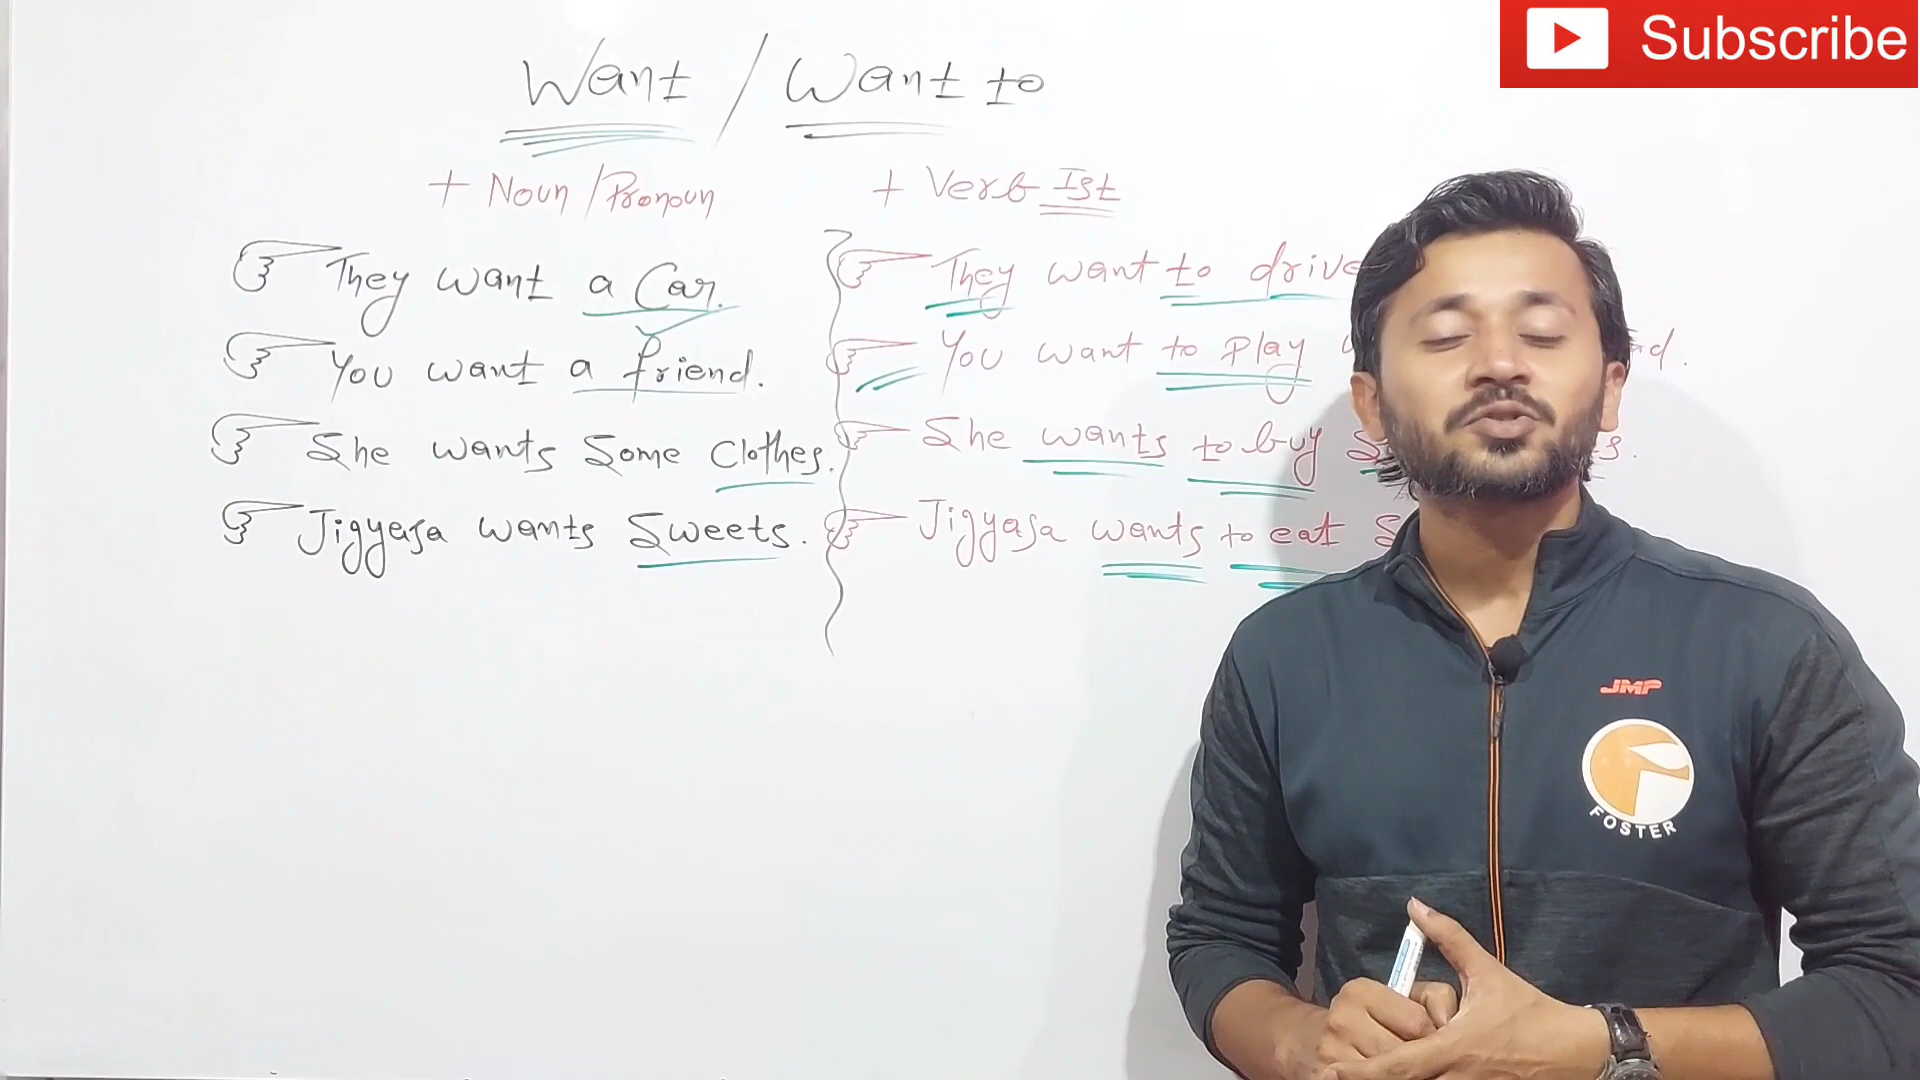 Subscribe
Want / Want to
+ Noun / Pronoun
+ Verb Ist
They want a Car.
You want a friend.
She wants Some Clothes.
Jigyasa wants Sweets.
They want to drive
You want to Play
She wants to buy
Jigyasa wants to eat
JMP
FOSTER